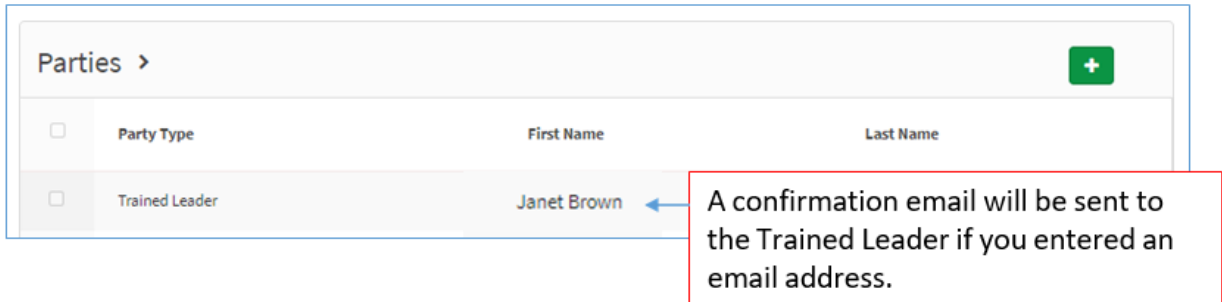 Parties >
+
Party Type First Name Last Name
Trained Leader Janet Brown
A confirmation email will be sent to
the Trained Leader if you entered an
email address.